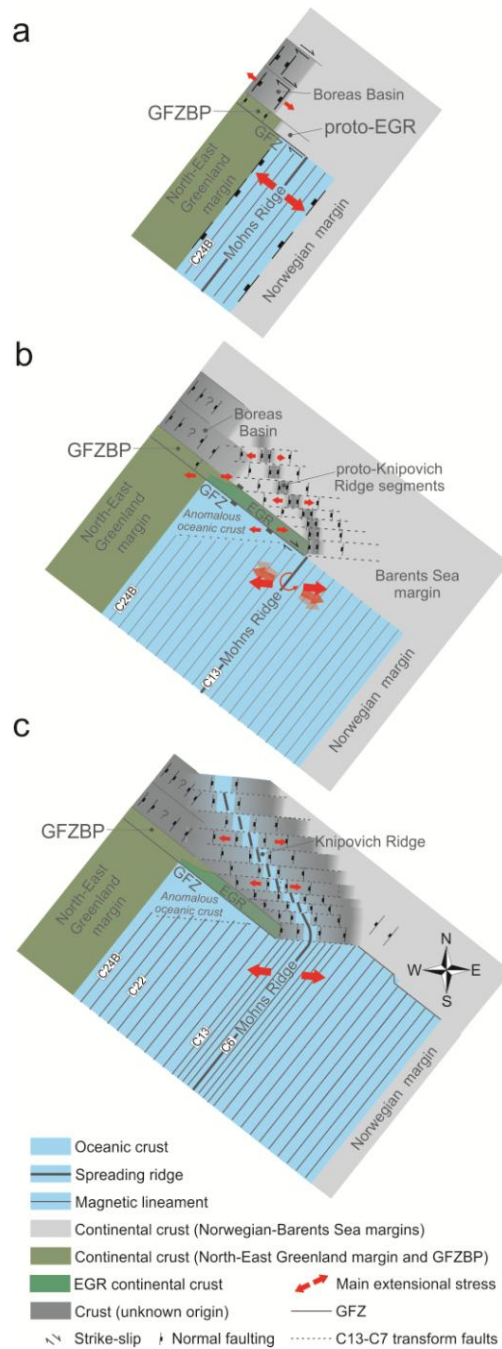 a
Boreas Basin
GFZBP
proto-EGR
GFZ
North-East Greenland
margin
Mohns Ridge
C24B
Norwegian margin
b
Boreas
Basin
GFZBP
proto-Knipovich
Ridge segments
GFZ
EGR
Anomalous
oceanic crust
North-East
Greenland
margin
Barents Sea
margin
C24B
Mohns Ridge
C13
Norwegian margin
c
?
GFZBP
Knipovich Ridge
GFZ
EGR
Anomalous
oceanic crust
North-East
Greenland
margin
N
W E
S
C24B
C22
C13
C6
Mohns Ridge
Norwegian margin
Oceanic crust
Spreading ridge
Magnetic lineament
Continental crust (Norwegian-Barents Sea margins)
Continental crust (North-East Greenland margin and GFZBP)
EGR continental crust
Main extensional stress
Crust (unknown origin)
GFZ
Strike-slip
Normal faulting
C13-C7 transform faults